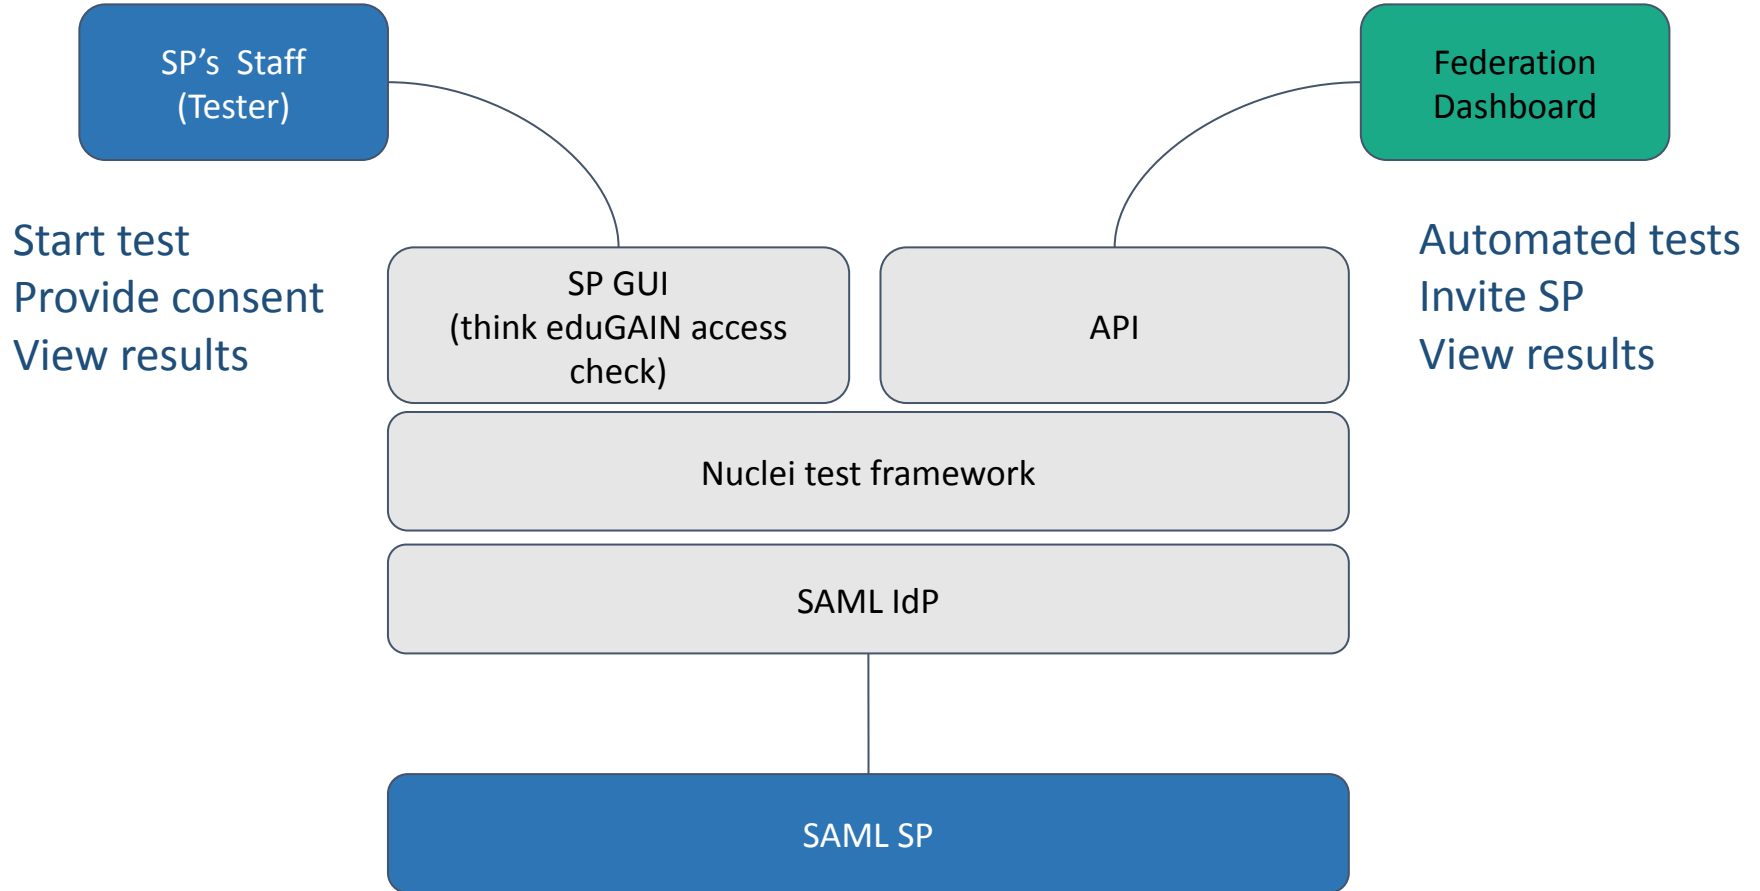 SP’s  Staff
(Tester)
Federation
Dashboard
Start test
Provide consent
View results
SP GUI
(think eduGAIN access
check)
API
Automated tests
Invite SP
View results
Nuclei test framework
SAML IdP
SAML SP